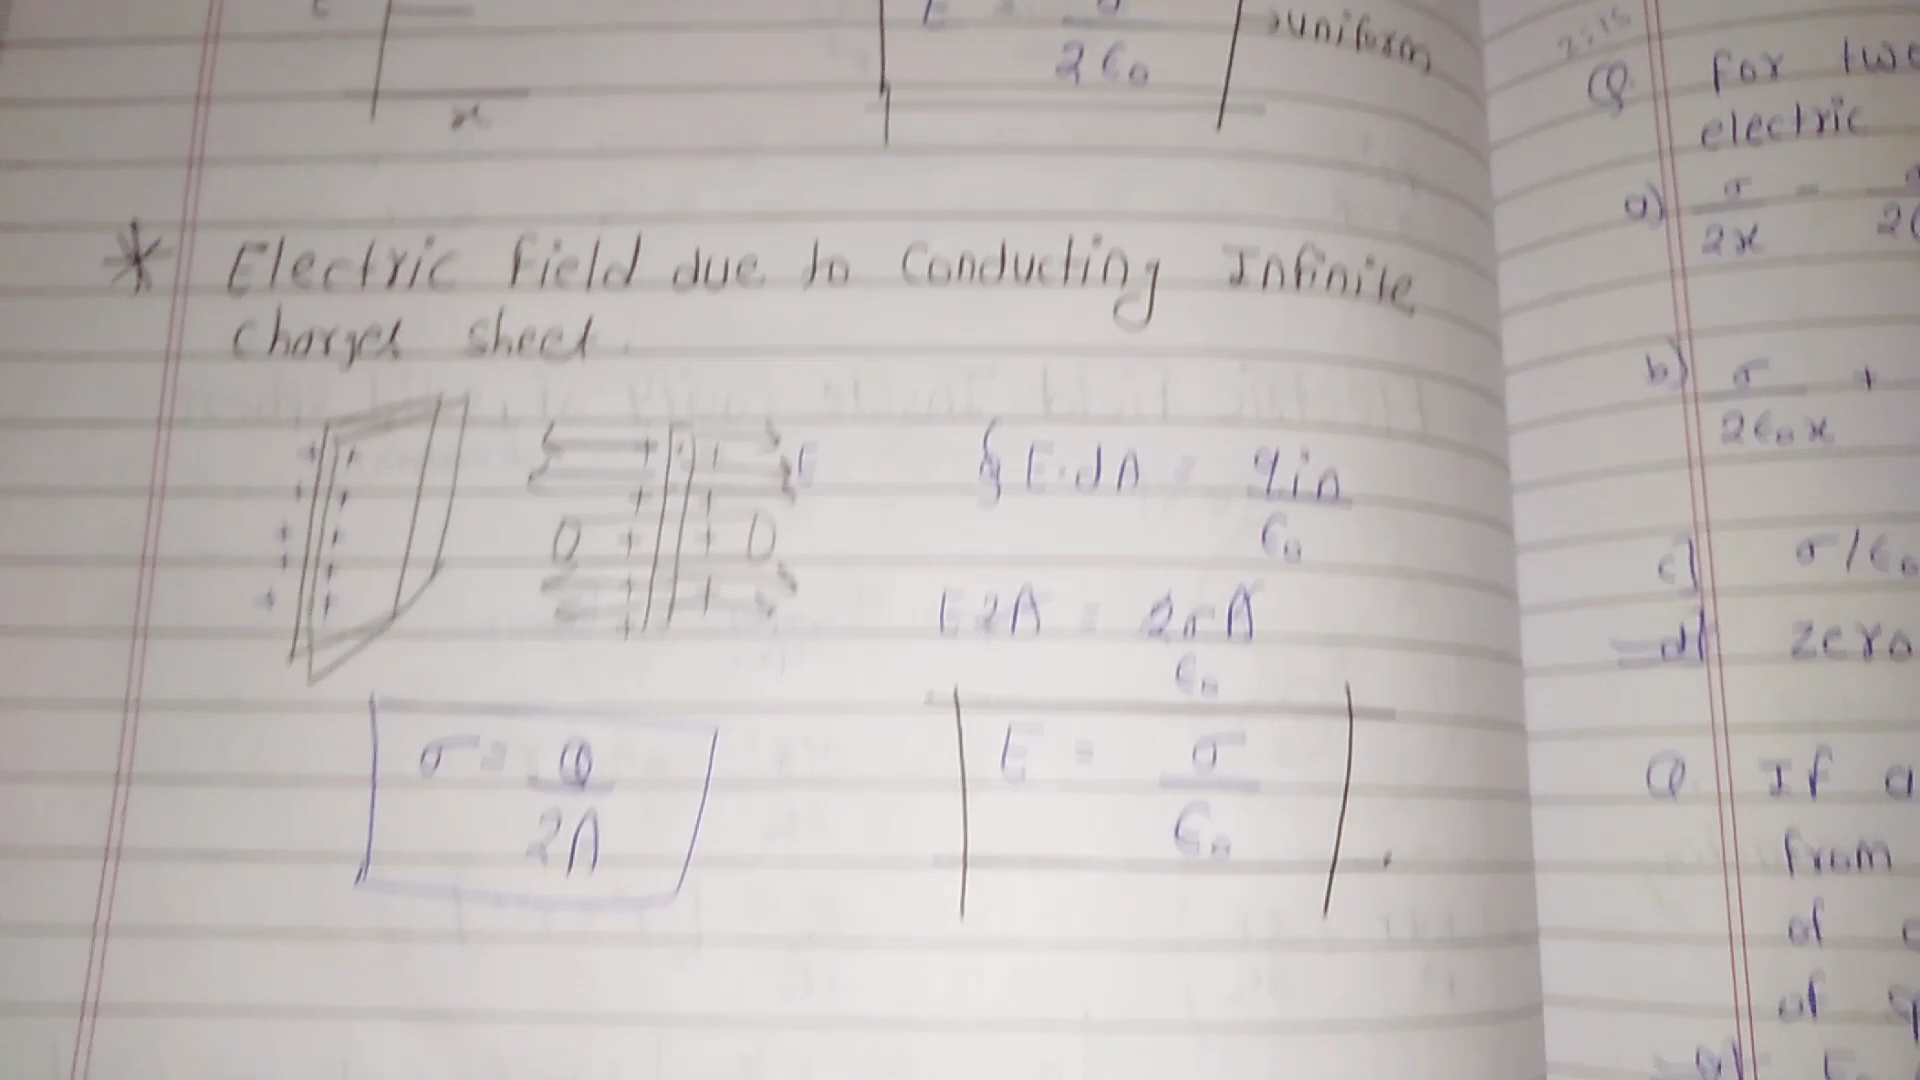 E = σ
2ε₀
uniform
x
* Electric field due to Conducting Infinite
charged sheet.
E
∮ E·dA = qin
ε₀
E2A = 2σA
ε₀
σ = Q
2A
E = σ
ε₀
Q For two
electric
a) σ
2x
b) σ +
2ε₀x
c) σ/ε₀
d) zero
Q If a
from
of
of